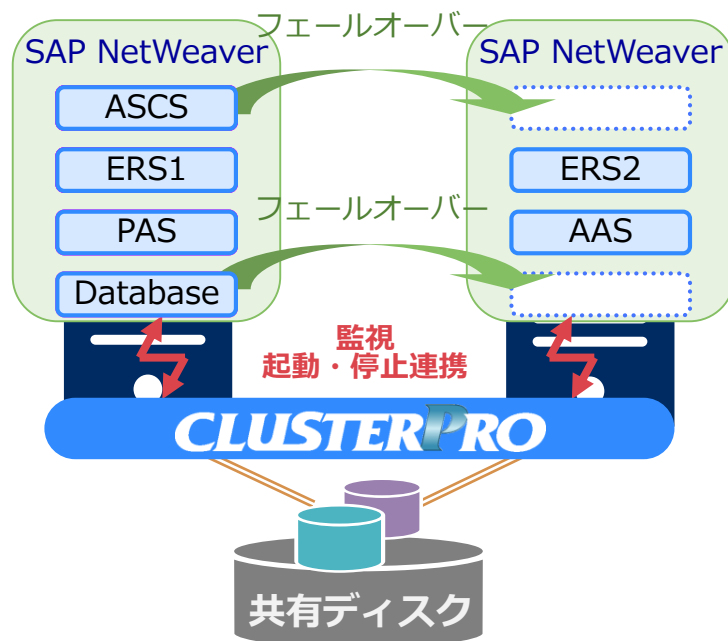 フェールオーバー
SAP NetWeaver
SAP NetWeaver
ASCS
ERS1
ERS2
フェールオーバー
PAS
AAS
Database
監視
起動・停止連携
CLUSTERPRO
共有ディスク